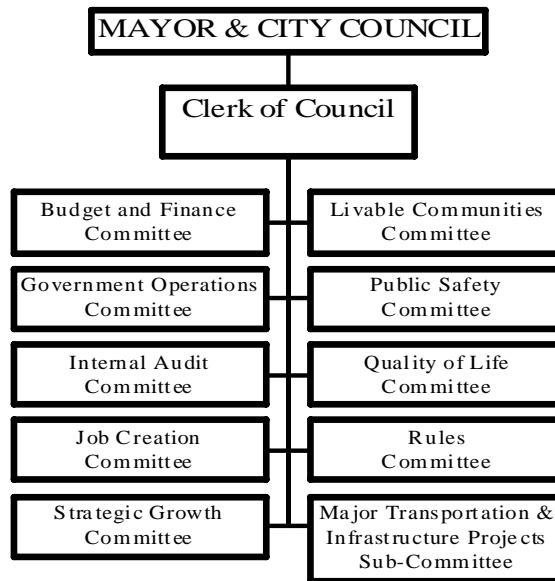 MAYOR & CITY COUNCIL
Clerk of Council
Budget and Finance
Committee
Livable Communities
Committee
Government Operations
Committee
Public Safety
Committee
Internal Audit
Committee
Quality of Life
Committee
Job Creation
Committee
Rules
Committee
Strategic Growth
Committee
Major Transportation &
Infrastructure Projects
Sub-Committee